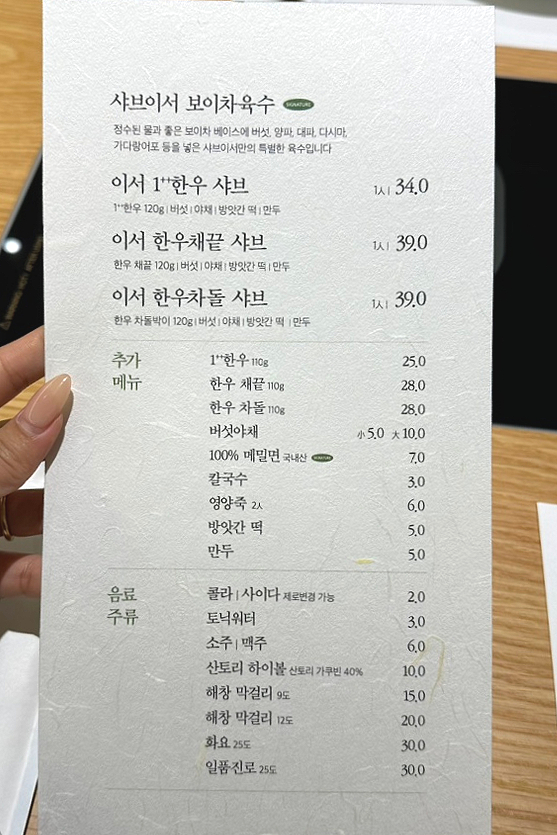 샤브이서 보이차육수 SIGNATURE
정수된 물과 좋은 보이차 베이스에 버섯, 양파, 대파, 다시마,
가다랑어포 등을 넣은 샤브이서만의 특별한 육수입니다
이서 1⁺⁺한우 샤브 1人| 34.0
1⁺⁺한우 120g | 버섯 | 야채 | 방앗간 떡 | 만두
이서 한우채끝 샤브 1人| 39.0
한우 채끝 120g | 버섯 | 야채 | 방앗간 떡 | 만두
이서 한우차돌 샤브 1人| 39.0
한우 차돌박이 120g | 버섯 | 야채 | 방앗간 떡 | 만두
추가
메뉴
1⁺⁺한우 110g 25.0
한우 채끝 110g 28.0
한우 차돌 110g 28.0
버섯야채 小 5.0 大 10.0
100% 메밀면 국내산 SIGNATURE 7.0
칼국수 3.0
영양죽 2人 6.0
방앗간 떡 5.0
만두 5.0
음료
주류
콜라 | 사이다 제로변경 가능 2.0
토닉워터 3.0
소주 | 맥주 6.0
산토리 하이볼 산토리 가쿠빈 40% 10.0
해창 막걸리 9도 15.0
해창 막걸리 12도 20.0
화요 25도 30.0
일품진로 25도 30.0